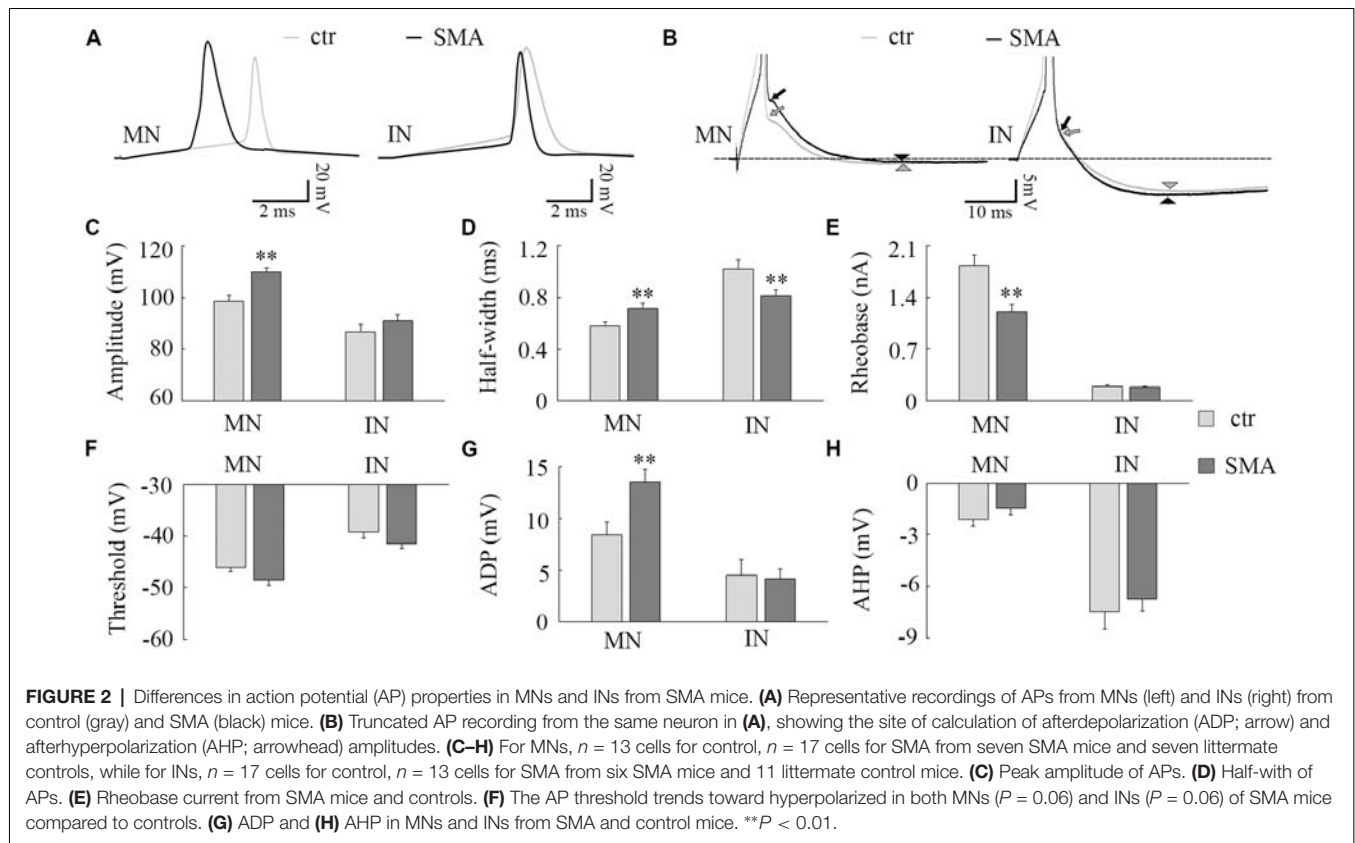 A
ctr
SMA
MN
IN
2 ms
20 mV
2 ms
20 mV
B
ctr
SMA
MN
IN
10 ms
5mV
C
Amplitude (mV)
120
100
80
60
**
MN
IN
D
Half-width (ms)
1.2
0.8
0.4
0
**
**
MN
IN
E
Rheobase (nA)
2.1
1.4
0.7
0
**
MN
IN
ctr
SMA
F
MN
IN
Threshold (mV)
-30
-40
-50
-60
G
ADP (mV)
15
10
5
0
**
MN
IN
H
MN
IN
AHP (mV)
0
-3
-6
-9
FIGURE 2 | Differences in action potential (AP) properties in MNs and INs from SMA mice. (A) Representative recordings of APs from MNs (left) and INs (right) from
control (gray) and SMA (black) mice. (B) Truncated AP recording from the same neuron in (A), showing the site of calculation of afterdepolarization (ADP; arrow) and
afterhyperpolarization (AHP; arrowhead) amplitudes. (C–H) For MNs, n = 13 cells for control, n = 17 cells for SMA from seven SMA mice and seven littermate
controls, while for INs, n = 17 cells for control, n = 13 cells for SMA from six SMA mice and 11 littermate control mice. (C) Peak amplitude of APs. (D) Half-with of
APs. (E) Rheobase current from SMA mice and controls. (F) The AP threshold trends toward hyperpolarized in both MNs (P = 0.06) and INs (P = 0.06) of SMA mice
compared to controls. (G) ADP and (H) AHP in MNs and INs from SMA and control mice. **P < 0.01.